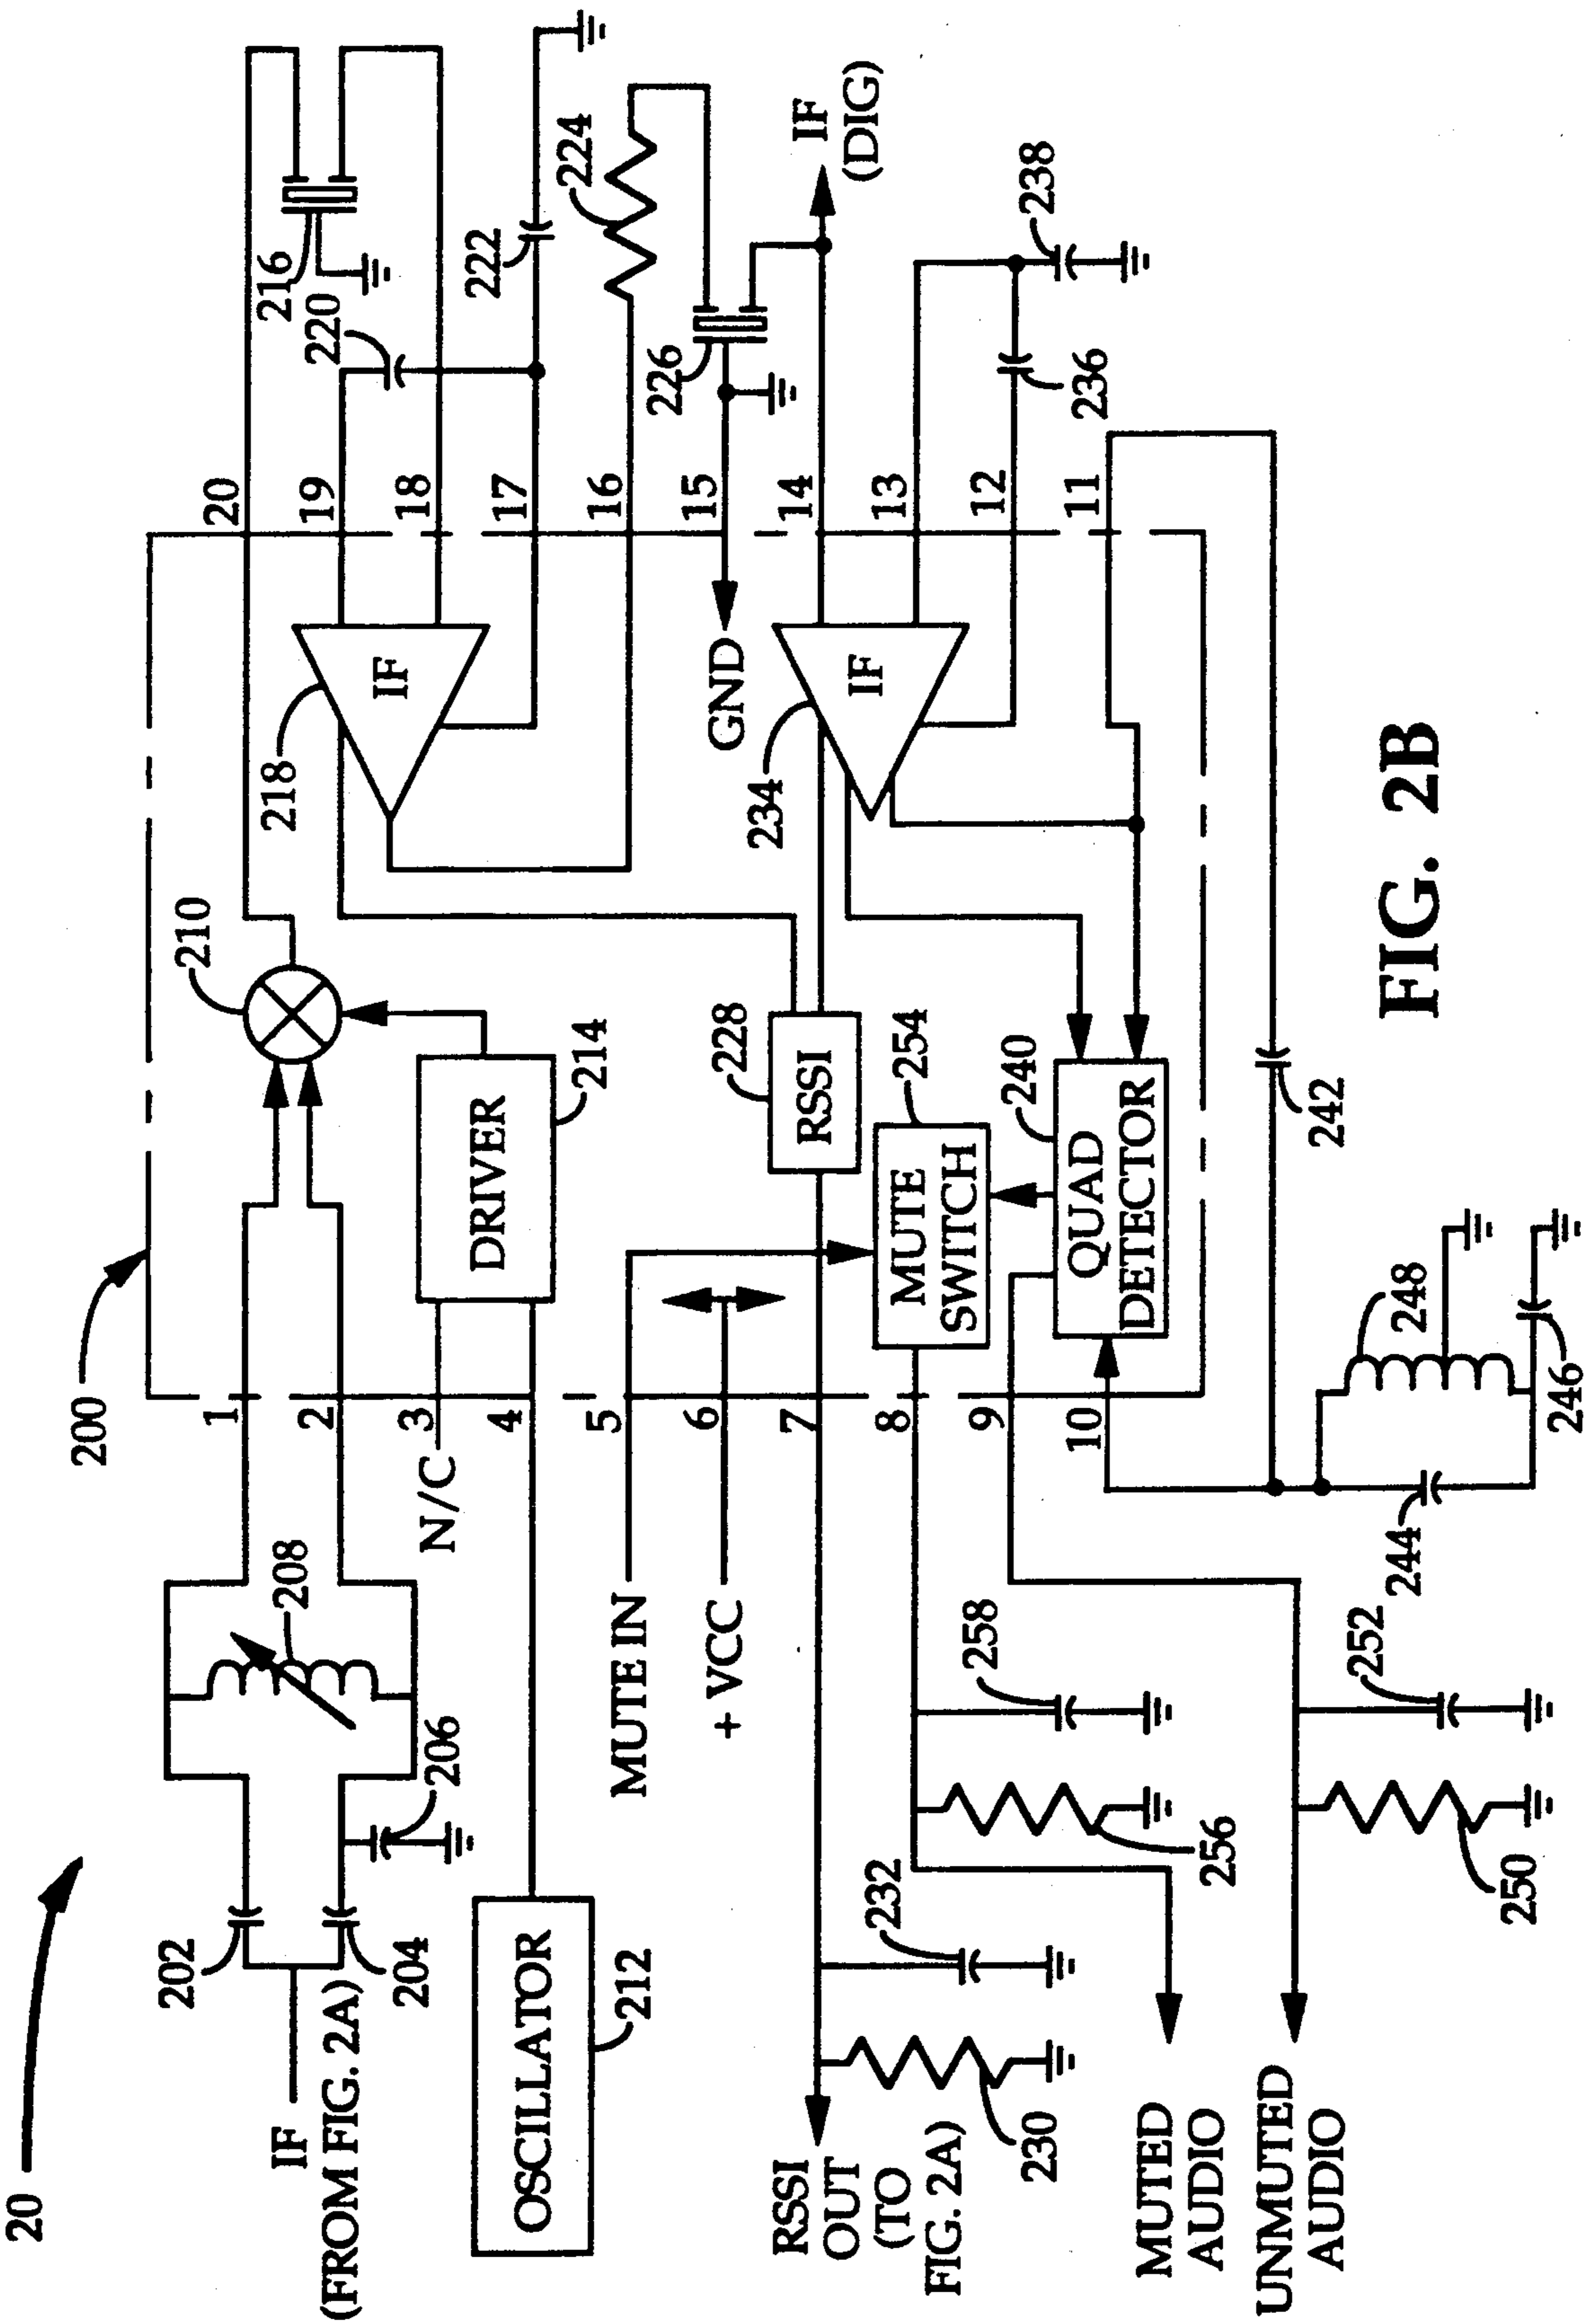 20
200
IF
(FROM FIG. 2A)
202
204
206
208
210
216
220
218
222
224
1
2
3
4
5
6
7
8
9
10
20
19
18
17
16
15
14
13
12
11
N/C
DRIVER
214
OSCILLATOR
212
IF
MUTE IN
+ VCC
GND
226
IF
(DIG)
RSSI
228
RSSI
OUT
(TO
FIG. 2A)
230
232
234
IF
236
238
MUTE
SWITCH
254
QUAD
DETECTOR
240
242
256
258
MUTED
AUDIO
UNMUTED
AUDIO
250
252
244
248
246
FIG. 2B